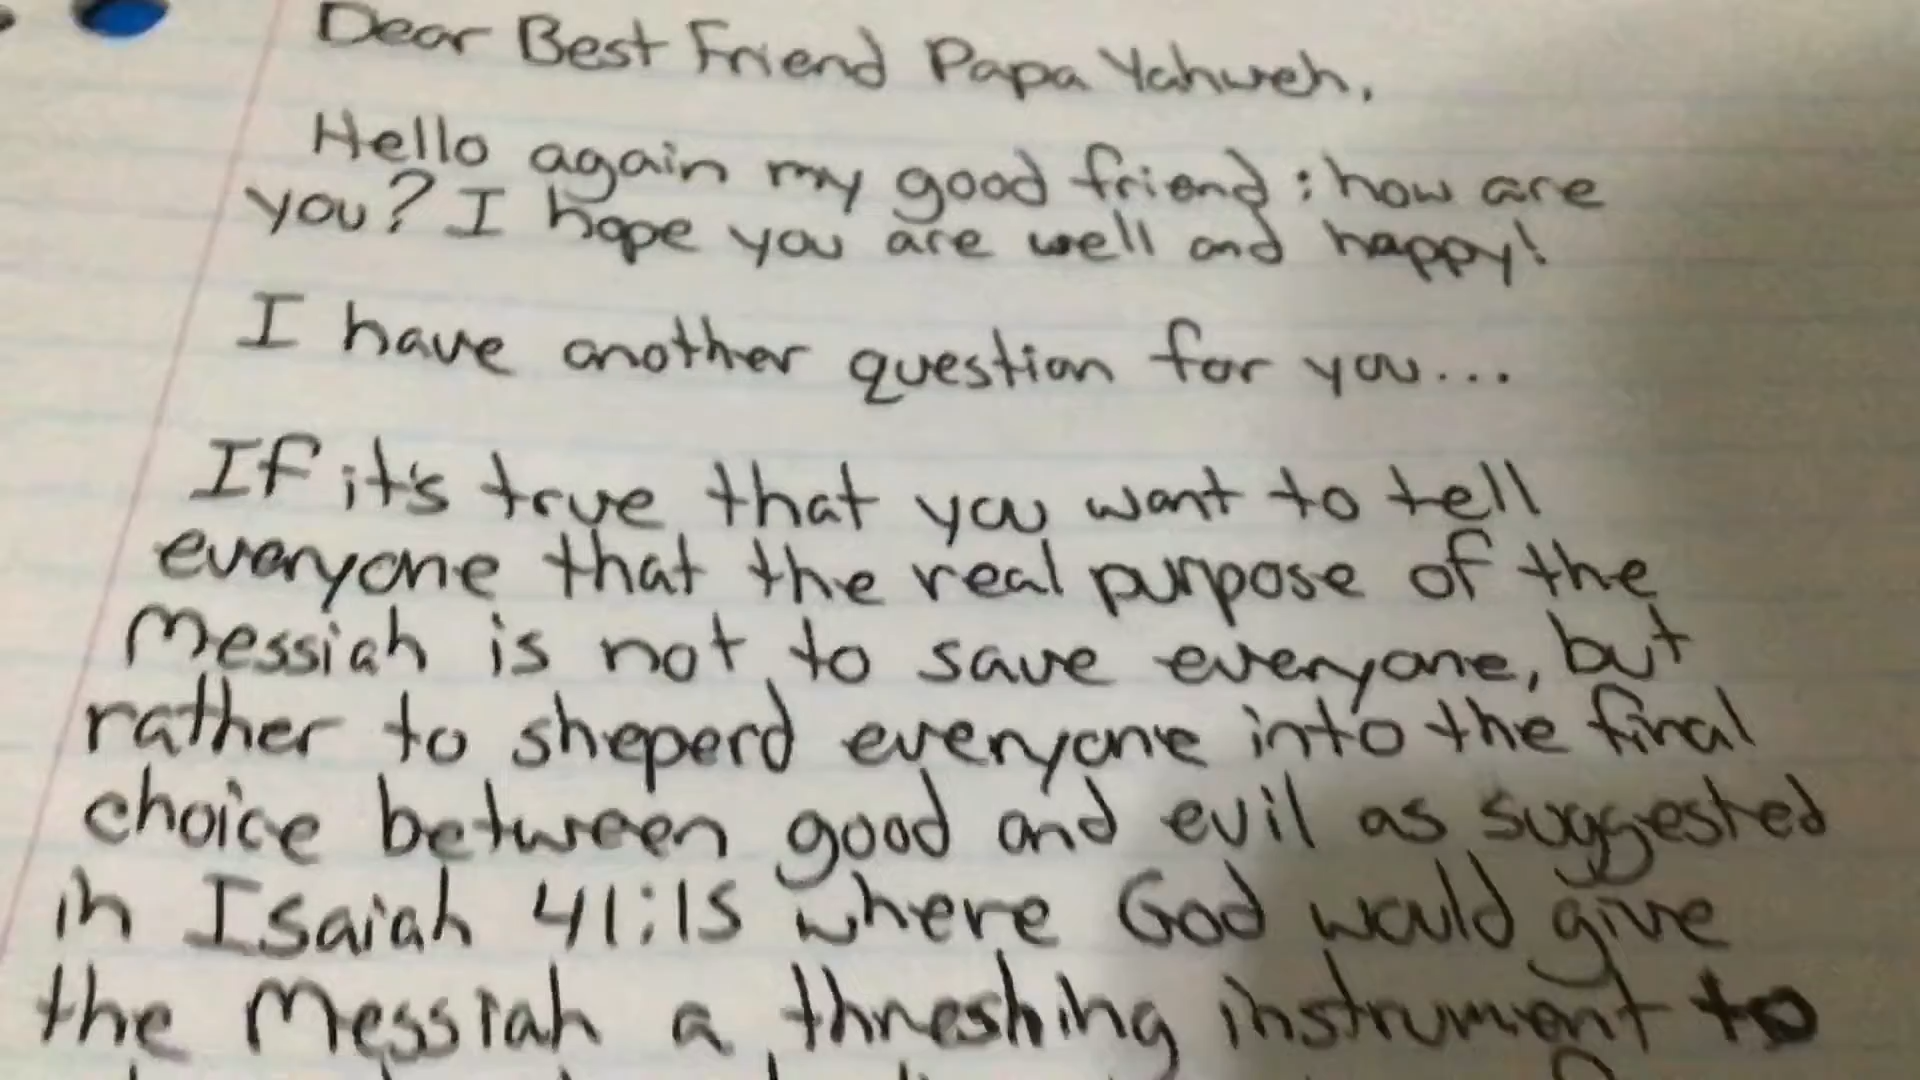 Dear Best Friend Papa Yahweh,
Hello again my good friend; how are
you? I hope you are well and happy!
I have another question for you...
If it's true that you want to tell
everyone that the real purpose of the
Messiah is not to save everyone, but
rather to sheperd everyone into the final
choice between good and evil as suggested
in Isaiah 41:15 where God would give
the Messiah a threshing instrument to